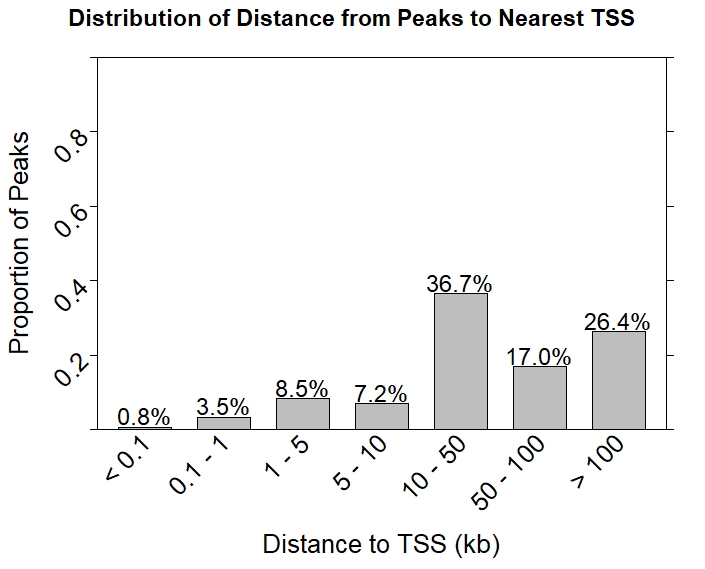 Distribution of Distance from Peaks to Nearest TSS
Proportion of Peaks
0.8
0.6
0.4
0.2
0.8%
3.5%
8.5%
7.2%
36.7%
17.0%
26.4%
< 0.1
0.1 - 1
1 - 5
5 - 10
10 - 50
50 - 100
> 100
Distance to TSS (kb)